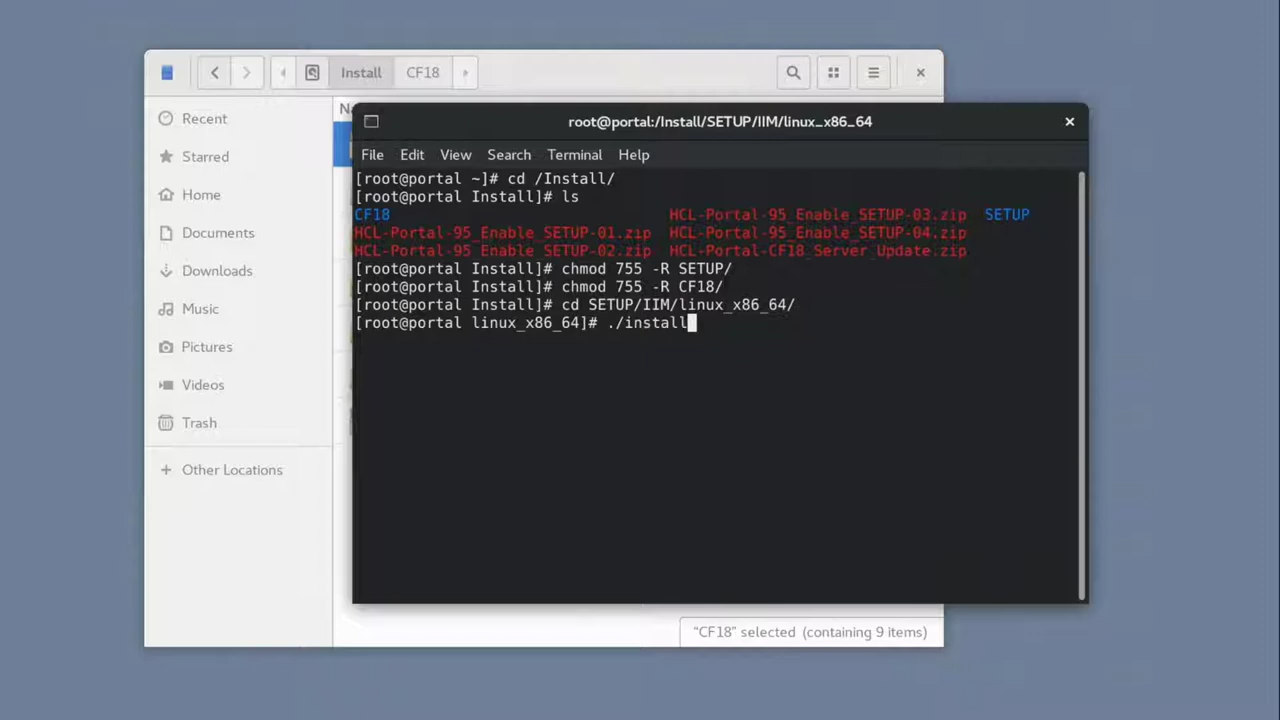 Install
CF18
Recent
Starred
Home
Documents
Downloads
Music
Pictures
Videos
Trash
Other Locations
root@portal:/Install/SETUP/IIM/linux_x86_64
File Edit View Search Terminal Help
[root@portal ~]# cd /Install/
[root@portal Install]# ls
CF18 HCL-Portal-95_Enable_SETUP-03.zip SETUP
HCL-Portal-95_Enable_SETUP-01.zip HCL-Portal-95_Enable_SETUP-04.zip
HCL-Portal-95_Enable_SETUP-02.zip HCL-Portal-CF18_Server_Update.zip
[root@portal Install]# chmod 755 -R SETUP/
[root@portal Install]# chmod 755 -R CF18/
[root@portal Install]# cd SETUP/IIM/linux_x86_64/
[root@portal linux_x86_64]# ./install
“CF18” selected (containing 9 items)